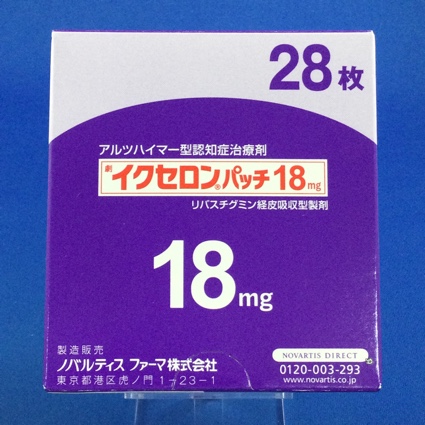 28枚
アルツハイマー型認知症治療剤
劇 イクセロン®パッチ18mg
リバスチグミン経皮吸収型製剤
18mg
製造販売
ノバルティス ファーマ株式会社
東京都港区虎ノ門1-23-1
NOVARTIS DIRECT
0120-003-293
www.novartis.co.jp